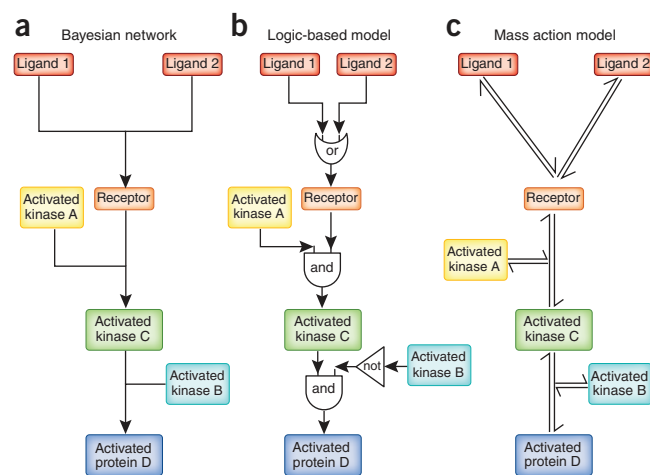 a Bayesian network
Ligand 1 Ligand 2
Activated
kinase A
Receptor
Activated
kinase C
Activated
kinase B
Activated
protein D
b Logic-based model
Ligand 1 Ligand 2
or
Activated
kinase A
Receptor
and
Activated
kinase C
not
Activated
kinase B
and
Activated
protein D
c Mass action model
Ligand 1 Ligand 2
Receptor
Activated
kinase A
Activated
kinase C
Activated
kinase B
Activated
protein D